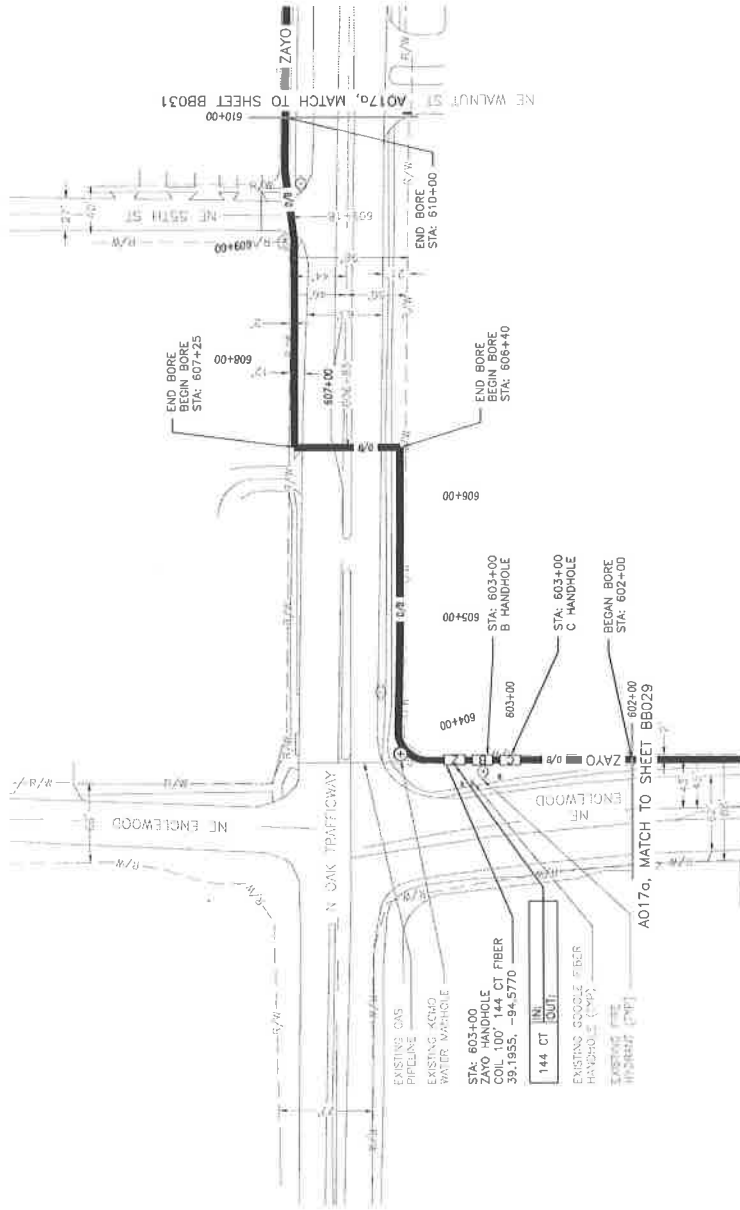 ZAYO
NE WALNUT ST
A017a, MATCH TO SHEET BB031
610+00
R/W
NE 55TH ST
27'
40'
R/W
R/W
609+00
D/B
END BORE
STA: 610+00
END BORE
BEGIN BORE
STA: 607+25
608+00
12'
607+00
44'
46'
D/B
END BORE
BEGIN BORE
STA: 606+40
606+00
605+00
D/B
604+00
STA: 603+00
B HANDHOLE
STA: 603+00
C HANDHOLE
603+00
BEGAN BORE
STA: 602+00
602+00
Z
B
C
D/B
ZAYO
A017a, MATCH TO SHEET BB029
NE
ENGLEWOOD
NE ENGLEWOOD
N OAK TRAFFICWAY
R/W
R/W
R/W
EXISTING GAS
PIPELINE
EXISTING KCMO
WATER MANHOLE
STA: 603+00
ZAYO HANDHOLE
COIL 100' 144 CT FIBER
39.1955, -94.5770
144 CT
IN:
OUT:
EXISTING GOOGLE FIBER
HANDHOLE (TYP)
EXISTING FIRE
HYDRANT (TYP)